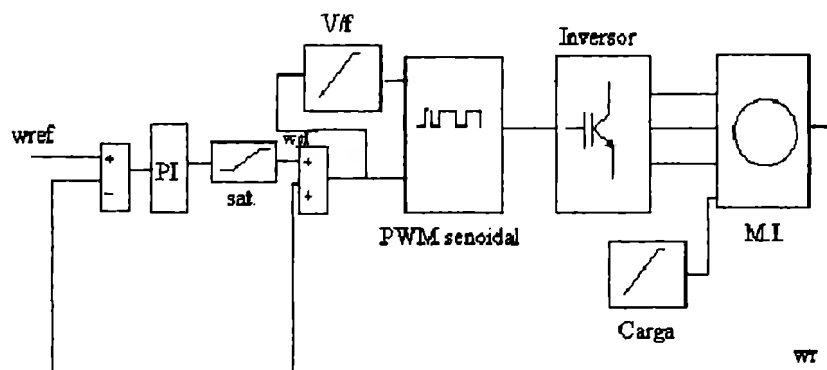 V/f
Inversor
wref
PI
sat.
PWM senoidal
M.I.
Carga
wr